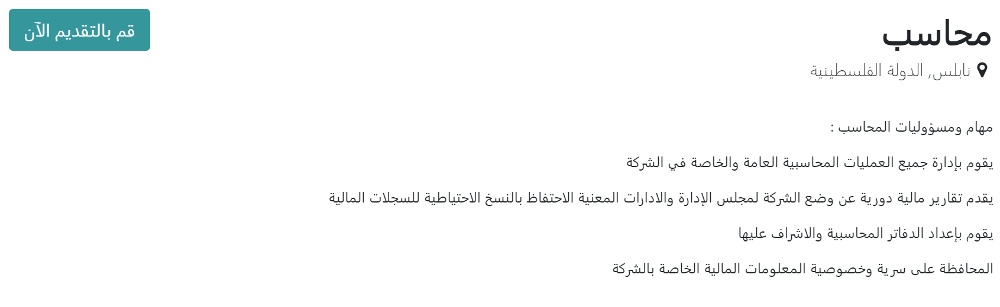 محاسب
قم بالتقديم الآن
نابلس, الدولة الفلسطينية
مهام ومسؤوليات المحاسب :
يقوم بإدارة جميع العمليات المحاسبية العامة والخاصة في الشركة
يقدم تقارير مالية دورية عن وضع الشركة لمجلس الإدارة والادارات المعنية الاحتفاظ بالنسخ الاحتياطية للسجلات المالية
يقوم بإعداد الدفاتر المحاسبية والاشراف عليها
المحافظة على سرية وخصوصية المعلومات المالية الخاصة بالشركة